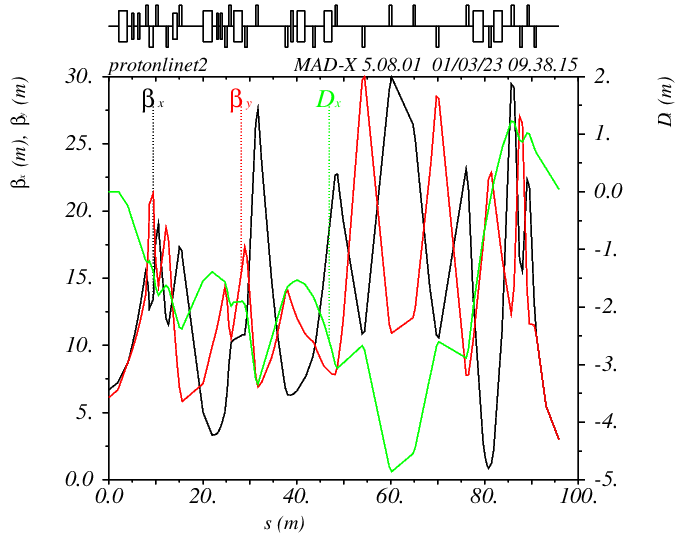 protonlinet2 MAD-X 5.08.01 01/03/23 09.38.15
βx βy Dx
βx (m), βy (m)
30.
25.
20.
15.
10.
5.
0.0
2.
1.
0.0
-1.
-2.
-3.
-4.
-5.
0.0 20. 40. 60. 80. 100.
s (m)
D (m)